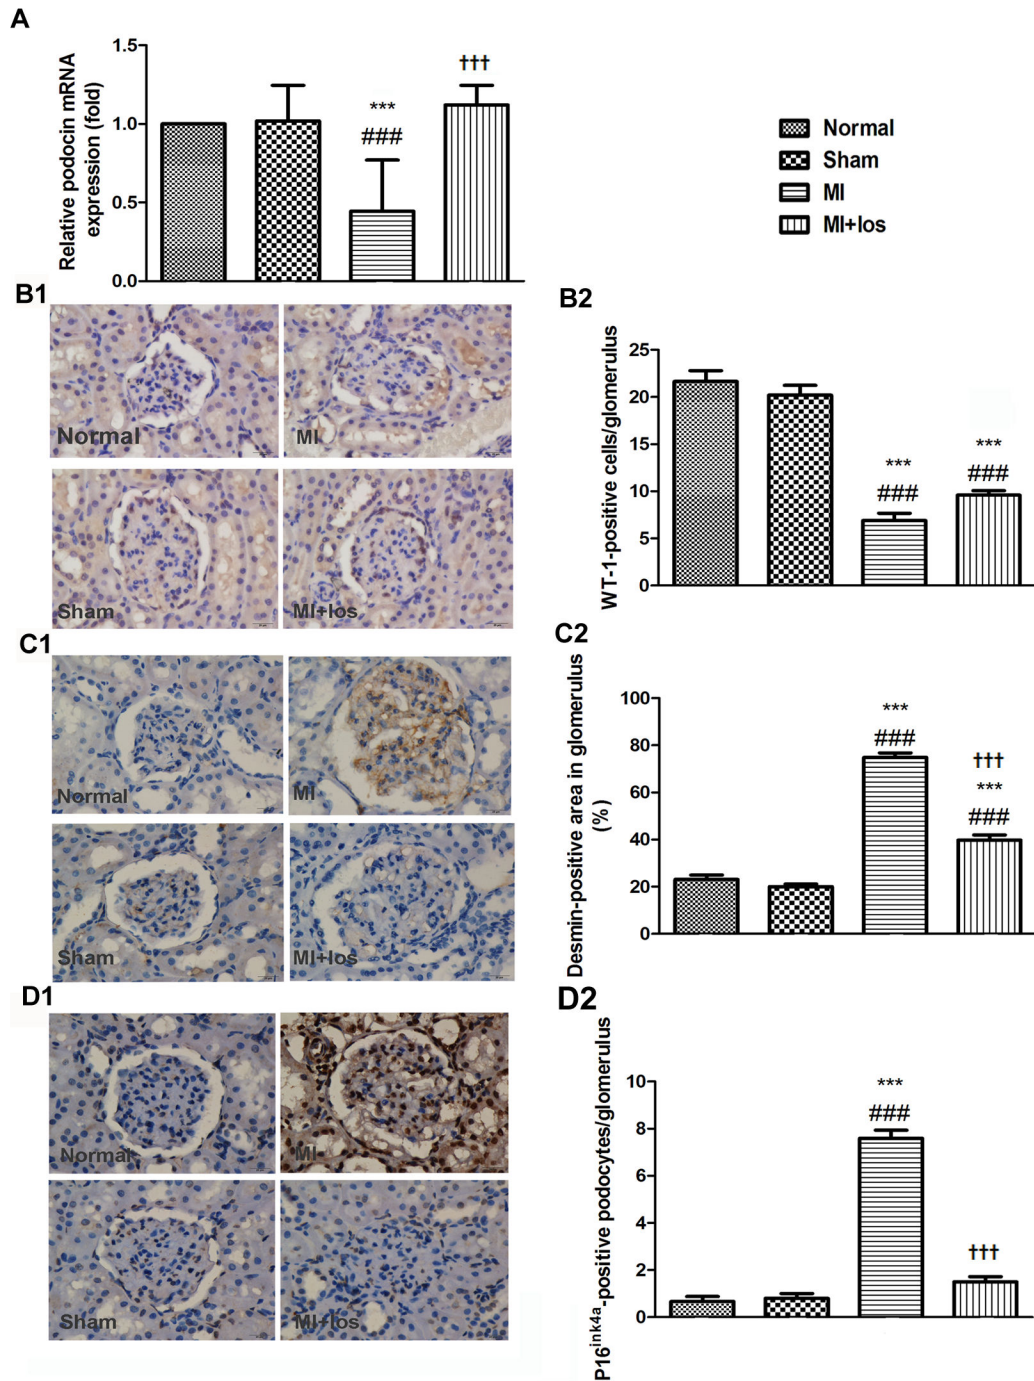 A
Relative podocin mRNA
expression (fold)
1.5
1.0
0.5
0.0
***
###
†††
Normal
Sham
MI
MI+los
B1
Normal
MI
Sham
MI+los
B2
WT-1-positive cells/glomerulus
25
20
15
10
5
0
***
###
***
###
C1
Normal
MI
Sham
MI+los
C2
Desmin-positive area in glomerulus
(%)
100
80
60
40
20
0
***
###
†††
***
###
D1
Normal
MI
Sham
MI+los
D2
P16ink4a-positive podocytes/glomerulus
10
8
6
4
2
0
***
###
†††